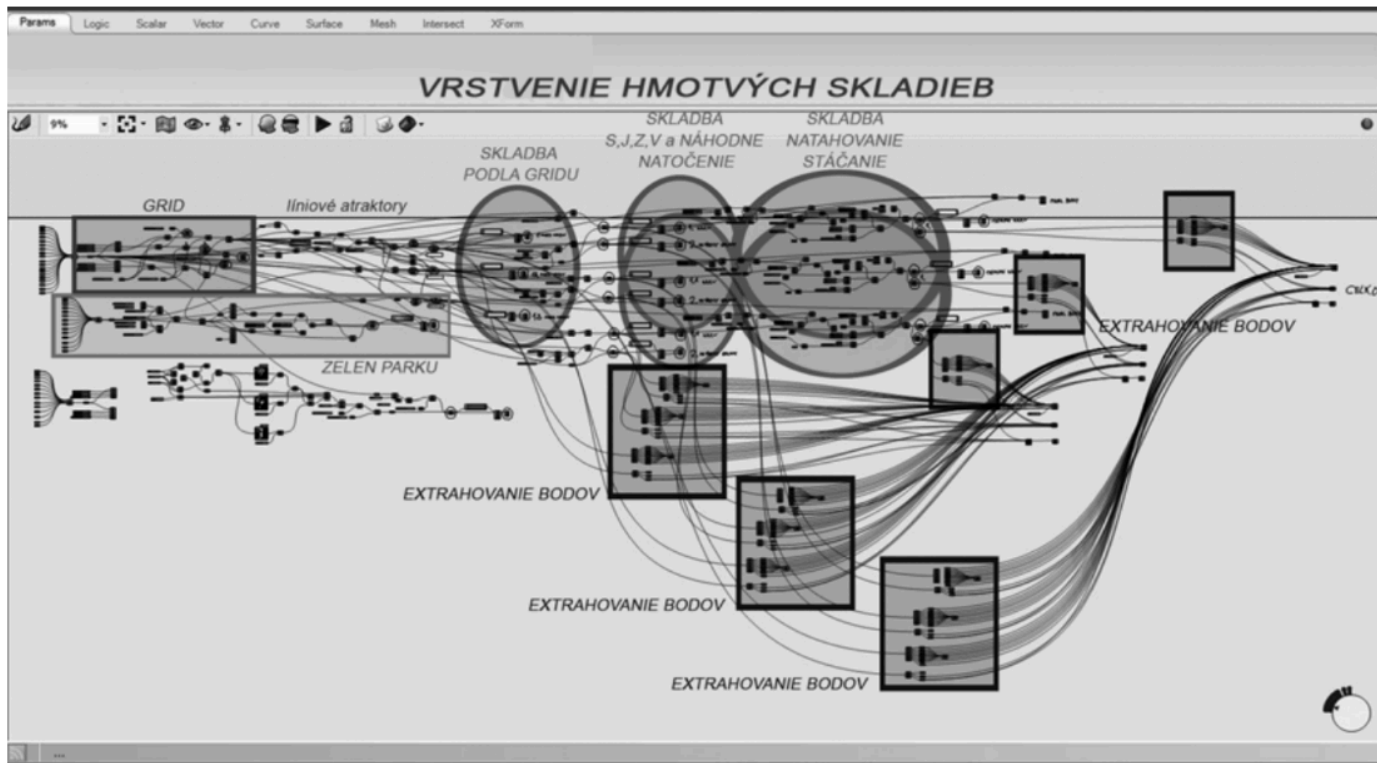 Params Logic Scalar Vector Curve Surface Mesh Intersect XForm
VRSTVENIE HMOTVÝCH SKLADIEB
9%
SKLADBA
PODLA GRIDU
SKLADBA
S,J,Z,V a NÁHODNE
NATOČENIE
SKLADBA
NATAHOVANIE
STÁČANIE
GRID
líniové atraktory
ZELEN PARKU
EXTRAHOVANIE BODOV
EXTRAHOVANIE BODOV
EXTRAHOVANIE BODOV
EXTRAHOVANIE BODOV
...